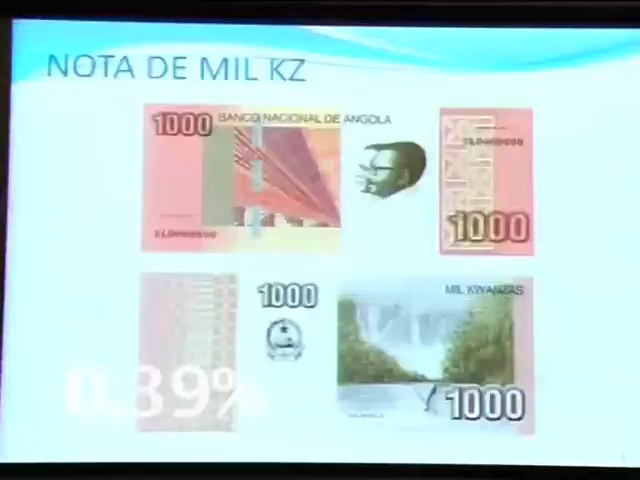 NOTA DE MIL KZ
1000
BANCO NACIONAL DE ANGOLA
1000
1000
MIL KWANZAS
1000
0.39%